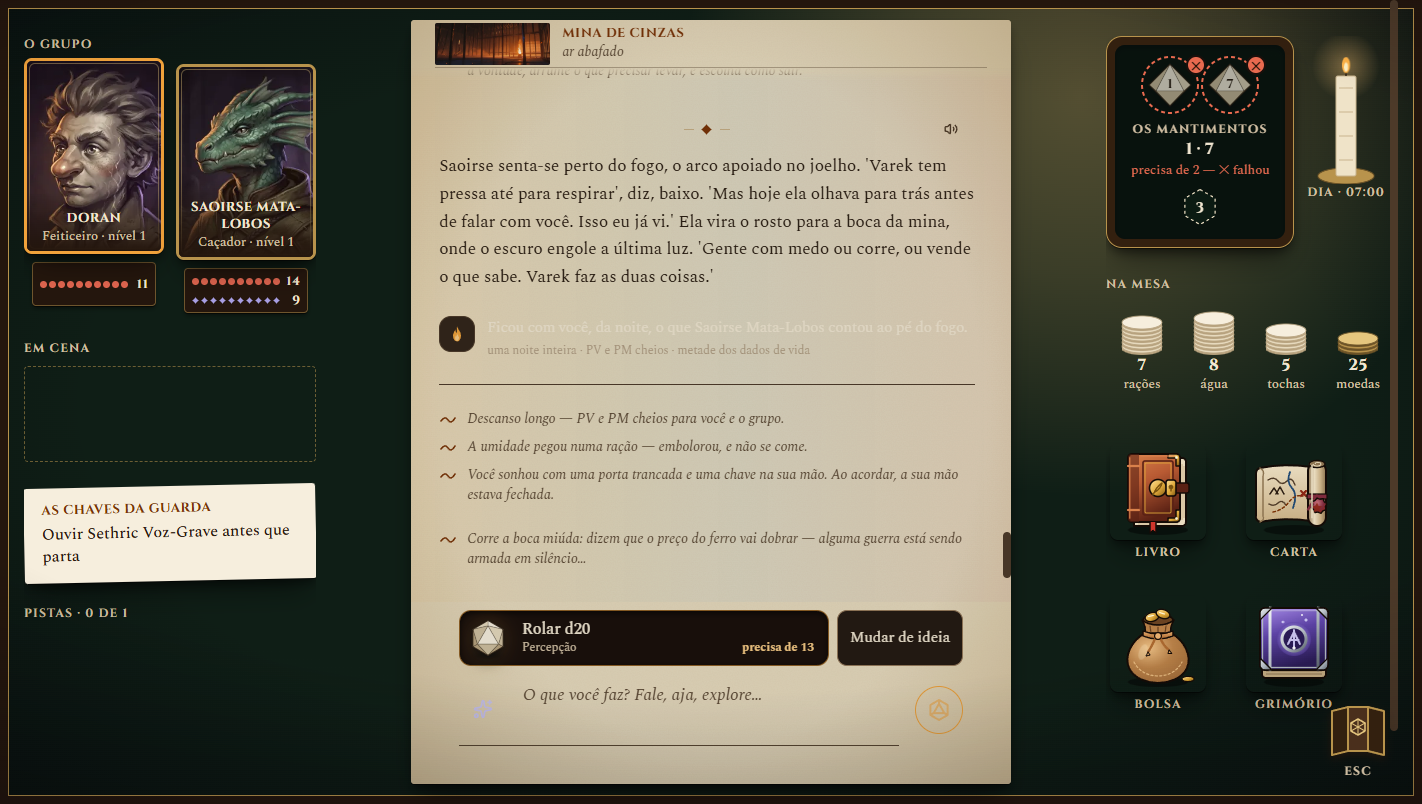 O GRUPO
DORAN
Feiticeiro · nível 1
11
SAOIRSE MATA-
LOBOS
Caçador · nível 1
14
9
EM CENA
AS CHAVES DA GUARDA
Ouvir Sethric Voz-Grave antes que
parta
PISTAS · 0 DE 1
MINA DE CINZAS
ar abafado
a vontade, arrume o que precisar levar, e escolha como sair.
Saoirse senta-se perto do fogo, o arco apoiado no joelho. 'Varek tem
pressa até para respirar', diz, baixo. 'Mas hoje ela olhava para trás antes
de falar com você. Isso eu já vi.' Ela vira o rosto para a boca da mina,
onde o escuro engole a última luz. 'Gente com medo ou corre, ou vende
o que sabe. Varek faz as duas coisas.'
Ficou com você, da noite, o que Saoirse Mata-Lobos contou ao pé do fogo.
uma noite inteira · PV e PM cheios · metade dos dados de vida
Descanso longo — PV e PM cheios para você e o grupo.
A umidade pegou numa ração — embolorou, e não se come.
Você sonhou com uma porta trancada e uma chave na sua mão. Ao acordar, a sua mão
estava fechada.
Corre a boca miúda: dizem que o preço do ferro vai dobrar — alguma guerra está sendo
armada em silêncio...
Rolar d20
Percepção
precisa de 13
Mudar de ideia
O que você faz? Fale, aja, explore...
1
7
OS MANTIMENTOS
1 · 7
precisa de 2 — ✕ falhou
3
DIA · 07:00
NA MESA
7
rações
8
água
5
tochas
25
moedas
LIVRO
CARTA
BOLSA
GRIMÓRIO
ESC